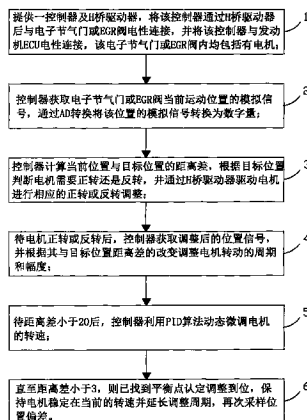 提供一控制器及H桥驱动器，将该控制器通过H桥驱动器
后与电子节气门或EGR阀电性连接，并将该控制器与发动
机ECU电性连接，该电子节气门或EGR阀内均包括有电机；
1
控制器获取电子节气门或EGR阀当前运动位置的模拟信
号，通过AD转换将该位置的模拟信号转换为数字量；
2
控制器计算当前位置与目标位置的距离差，根据目标位置
判断电机需要正转还是反转，并通过H桥驱动器驱动电机
进行相应的正转或反转调整；
3
待电机正转或反转后，控制器获取调整后的位置信号，
并根据其与目标位置距离差的改变调整电机转动的周期
和幅度；
4
待距离差小于20后，控制器利用PID算法动态微调电机
的转速；
5
直至距离差小于3，则已找到平衡点认定调整到位，保
持电机稳定在当前的转速并延长调整周期，再次采样位
置偏差。
6